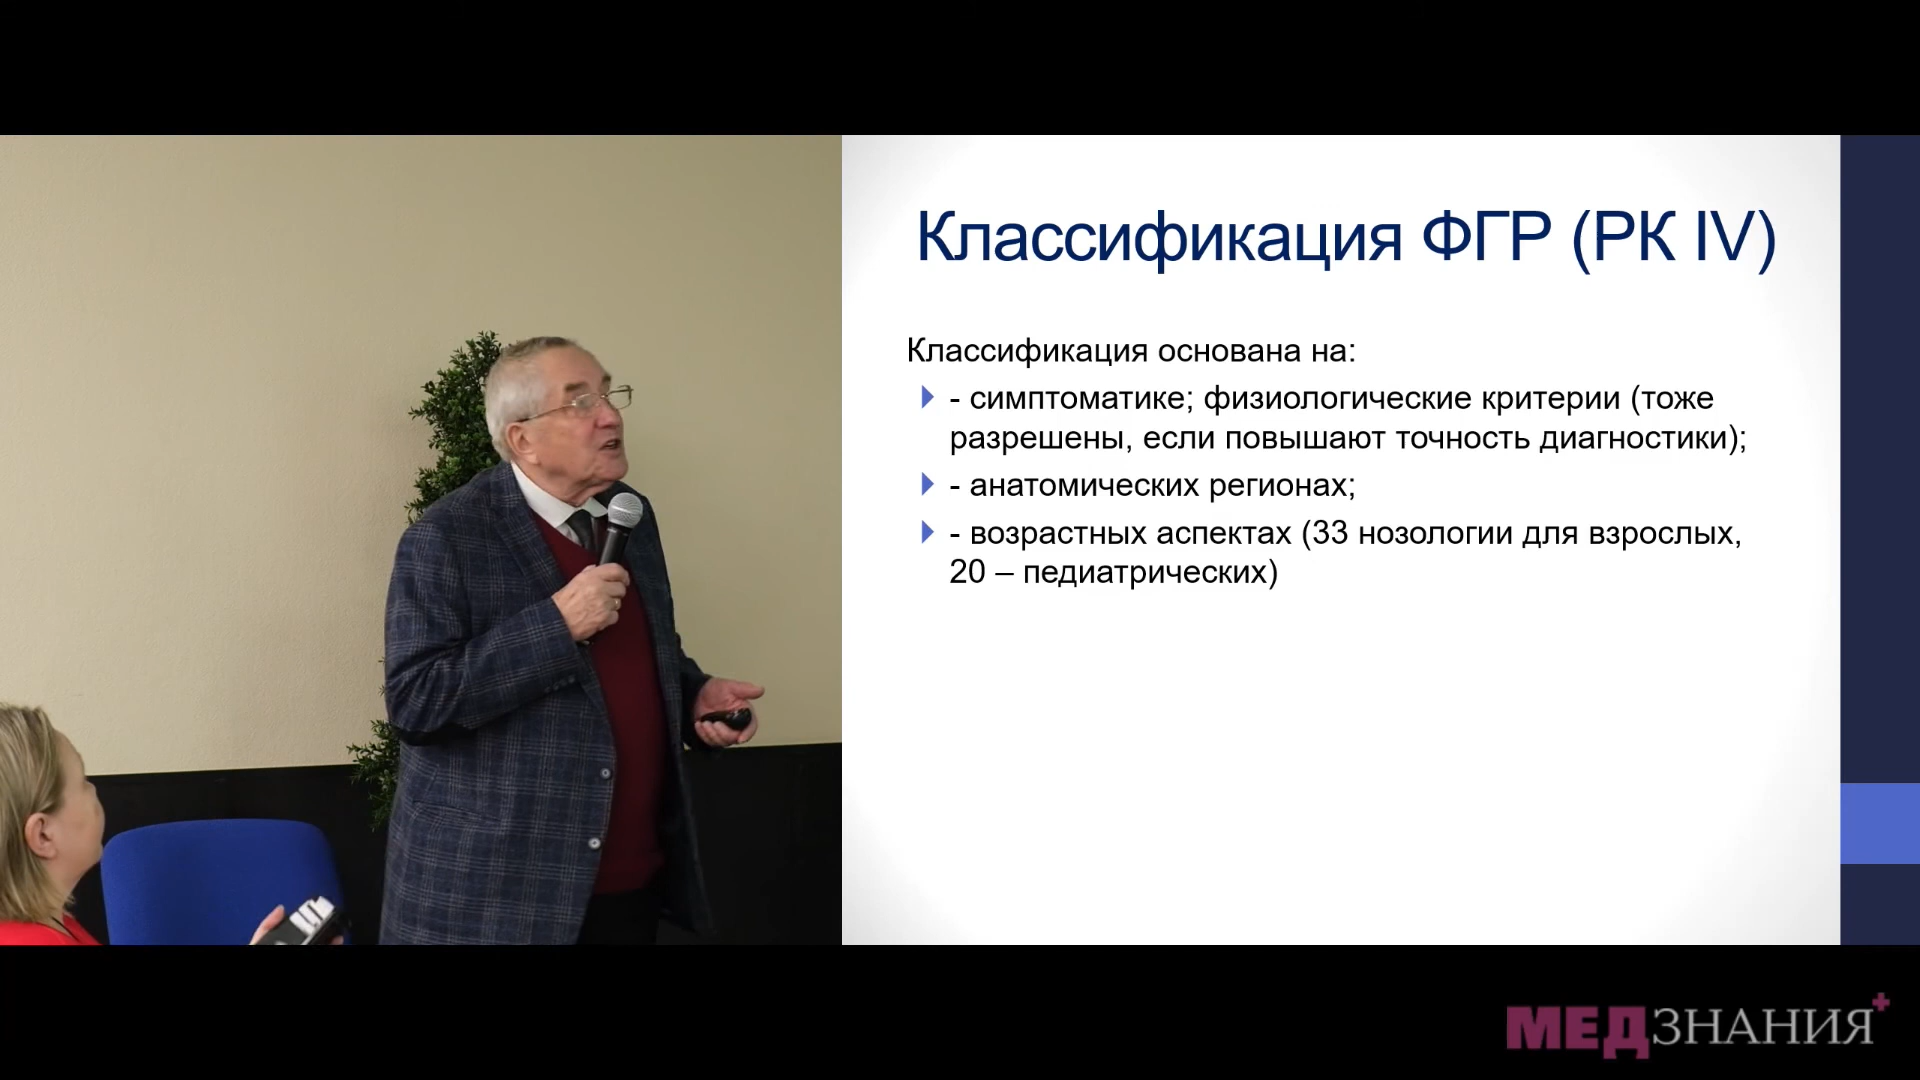 Классификация ФГР (РК IV)
Классификация основана на:
- симптоматике; физиологические критерии (тоже
разрешены, если повышают точность диагностики);
- анатомических регионах;
- возрастных аспектах (33 нозологии для взрослых,
20 – педиатрических)
МЕДЗНАНИЯ+